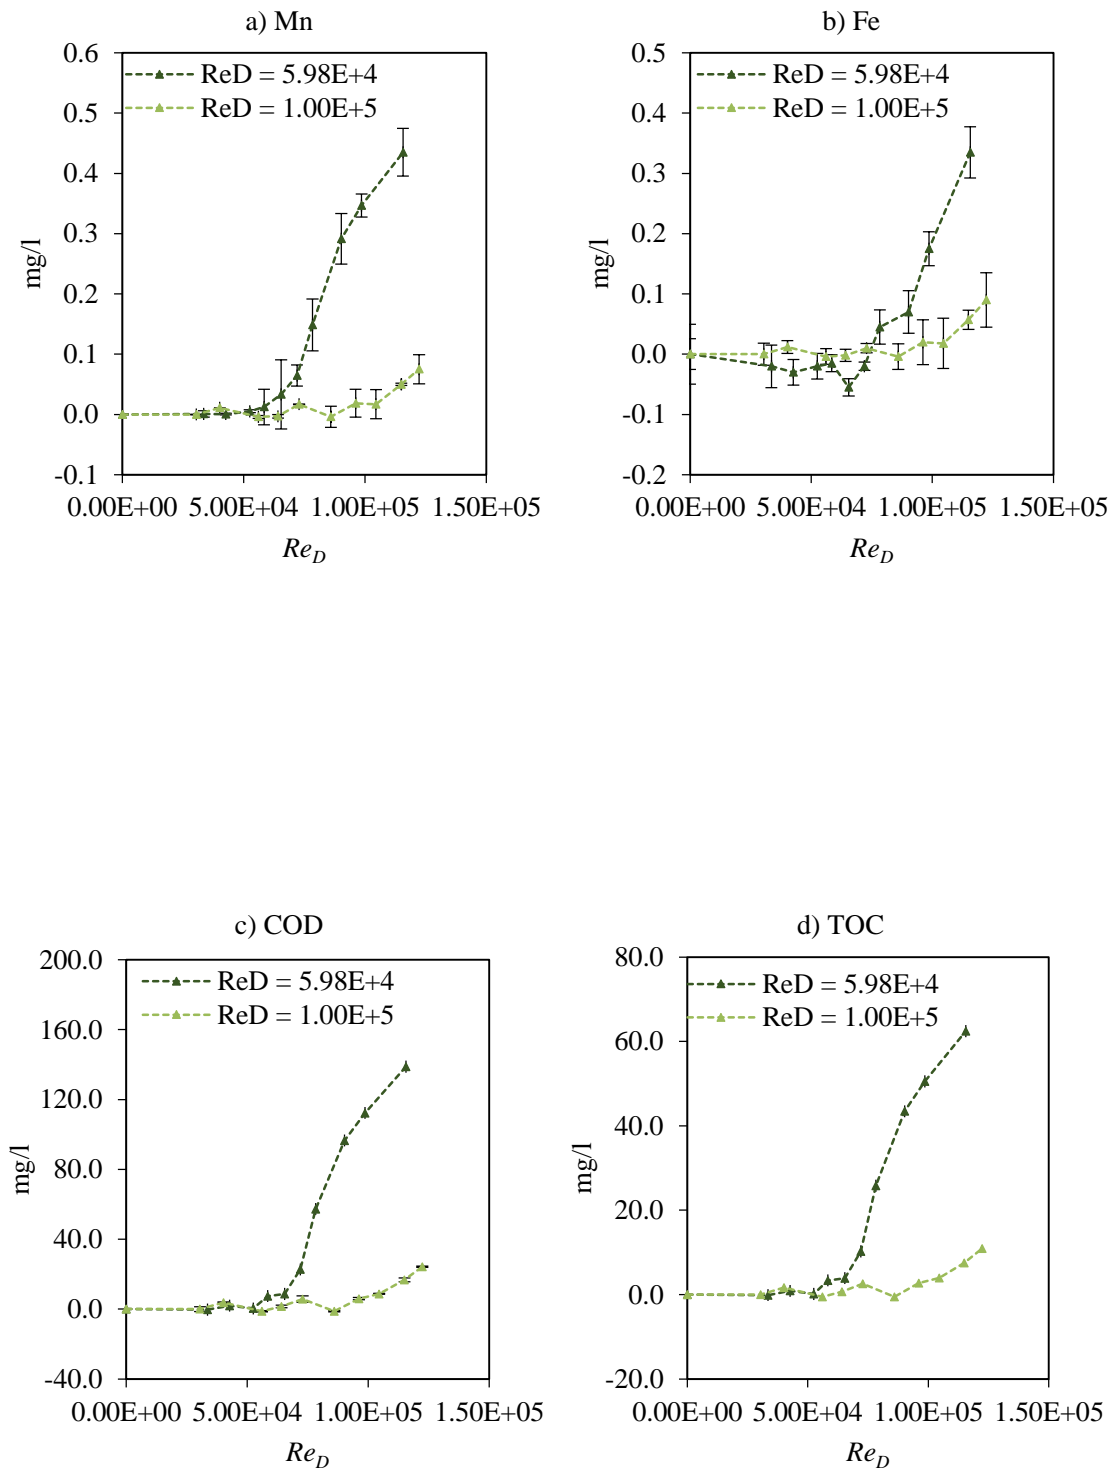 a) Mn
0.6
0.5
0.4
0.3
0.2
0.1
0.0
-0.1
mg/l
ReD = 5.98E+4
ReD = 1.00E+5
0.00E+00 5.00E+04 1.00E+05 1.50E+05
Re_D
b) Fe
0.5
0.4
0.3
0.2
0.1
0.0
-0.1
-0.2
mg/l
ReD = 5.98E+4
ReD = 1.00E+5
0.00E+00 5.00E+04 1.00E+05 1.50E+05
Re_D
c) COD
200.0
160.0
120.0
80.0
40.0
0.0
-40.0
mg/l
ReD = 5.98E+4
ReD = 1.00E+5
0.00E+00 5.00E+04 1.00E+05 1.50E+05
Re_D
d) TOC
80.0
60.0
40.0
20.0
0.0
-20.0
mg/l
ReD = 5.98E+4
ReD = 1.00E+5
0.00E+00 5.00E+04 1.00E+05 1.50E+05
Re_D